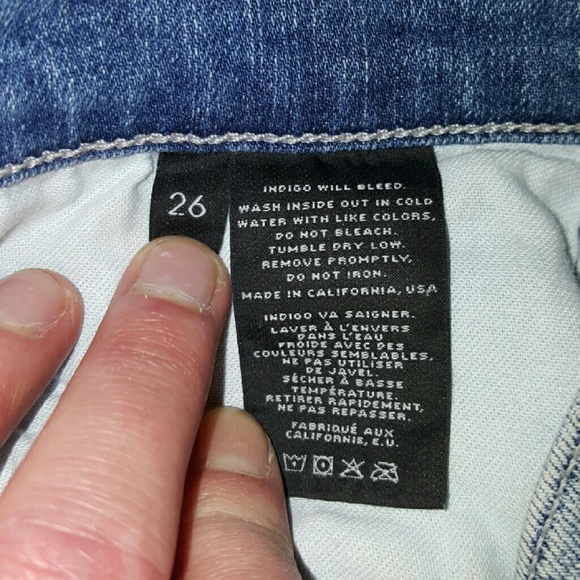 26
INDIGO WILL BLEED.
WASH INSIDE OUT IN COLD
WATER WITH LIKE COLORS,
DO NOT BLEACH.
TUMBLE DRY LOW.
REMOVE PROMPTLY,
DO NOT IRON.
MADE IN CALIFORNIA, USA
INDIGO VA SAIGNER.
LAVER À L'ENVERS
DANS L'EAU
FROIDE AVEC DES
COULEURS SEMBLABLES,
NE PAS UTILISER
DE JAVEL.
SÉCHER À BASSE
TEMPÉRATURE.
RETIRER RAPIDEMENT,
NE PAS REPASSER.
FABRIQUÉ AUX
CALIFORNIE, E.U.